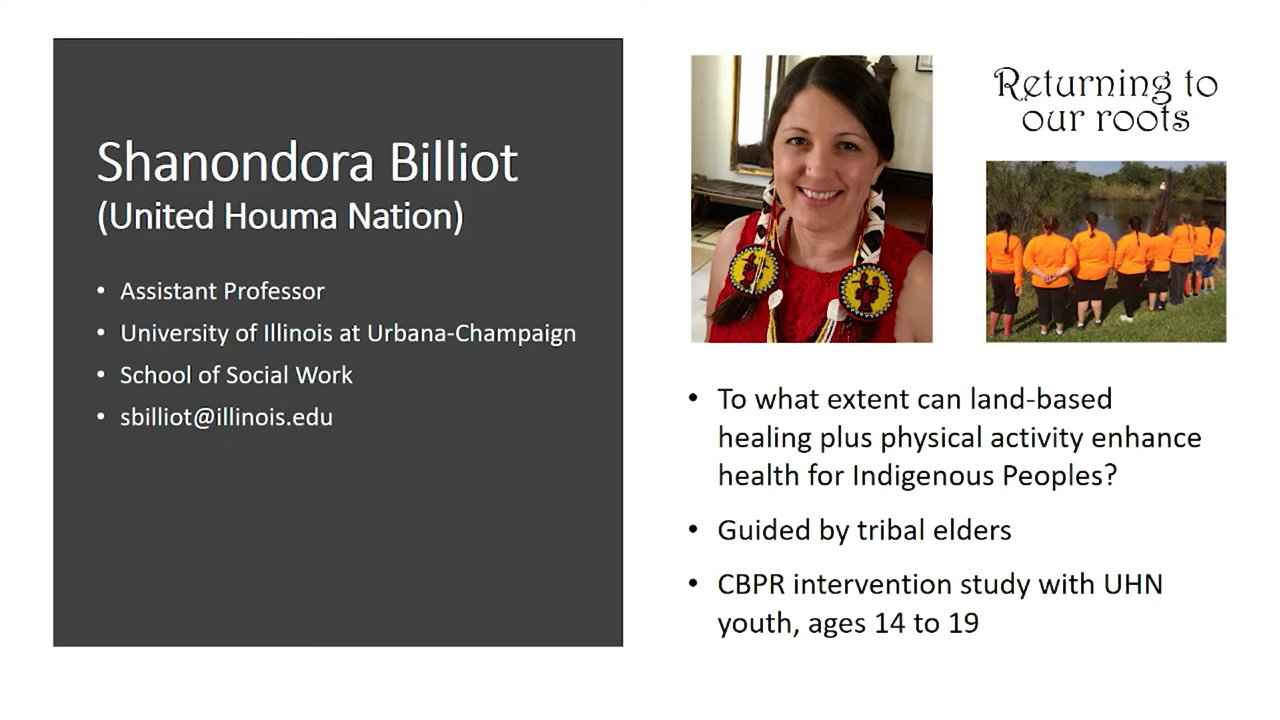 Shanondora Billiot
(United Houma Nation)
• Assistant Professor
• University of Illinois at Urbana-Champaign
• School of Social Work
• sbilliot@illinois.edu
Returning to
our roots
• To what extent can land-based
healing plus physical activity enhance
health for Indigenous Peoples?
• Guided by tribal elders
• CBPR intervention study with UHN
youth, ages 14 to 19